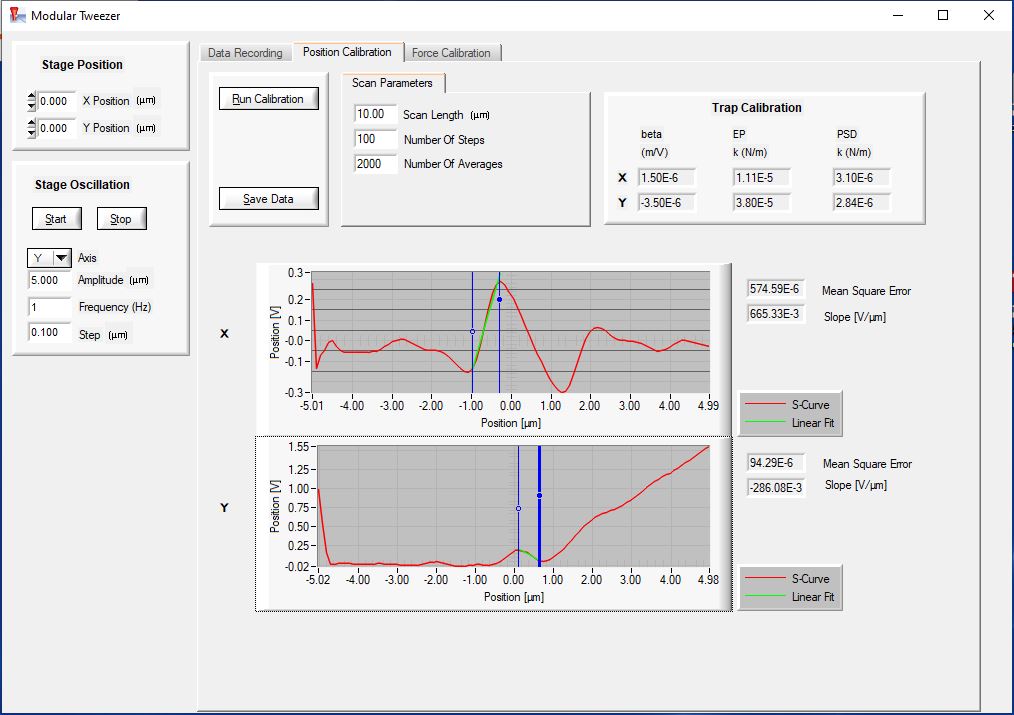 Modular Tweezer
Stage Position
0.000 X Position (µm)
0.000 Y Position (µm)
Stage Oscillation
Start Stop
Y Axis
5.000 Amplitude (µm)
1 Frequency (Hz)
0.100 Step (µm)
Data Recording Position Calibration Force Calibration
Run Calibration
Save Data
Scan Parameters
10.00 Scan Length (µm)
100 Number Of Steps
2000 Number Of Averages
Trap Calibration
beta EP PSD
(m/V) k (N/m) k (N/m)
X 1.50E-6 1.11E-5 3.10E-6
Y -3.50E-6 3.80E-5 2.84E-6
X
Position [V]
0.3
0.2
0.1
-0.0
-0.1
-0.3
-5.01 -4.00 -3.00 -2.00 -1.00 0.00 1.00 2.00 3.00 4.00 4.99
Position [µm]
574.59E-6 Mean Square Error
665.33E-3 Slope [V/µm]
S-Curve
Linear Fit
Y
Position [V]
1.55
1.25
1.00
0.75
0.50
0.25
-0.02
-5.02 -4.00 -3.00 -2.00 -1.00 0.00 1.00 2.00 3.00 4.00 4.98
Position [µm]
94.29E-6 Mean Square Error
-286.08E-3 Slope [V/µm]
S-Curve
Linear Fit